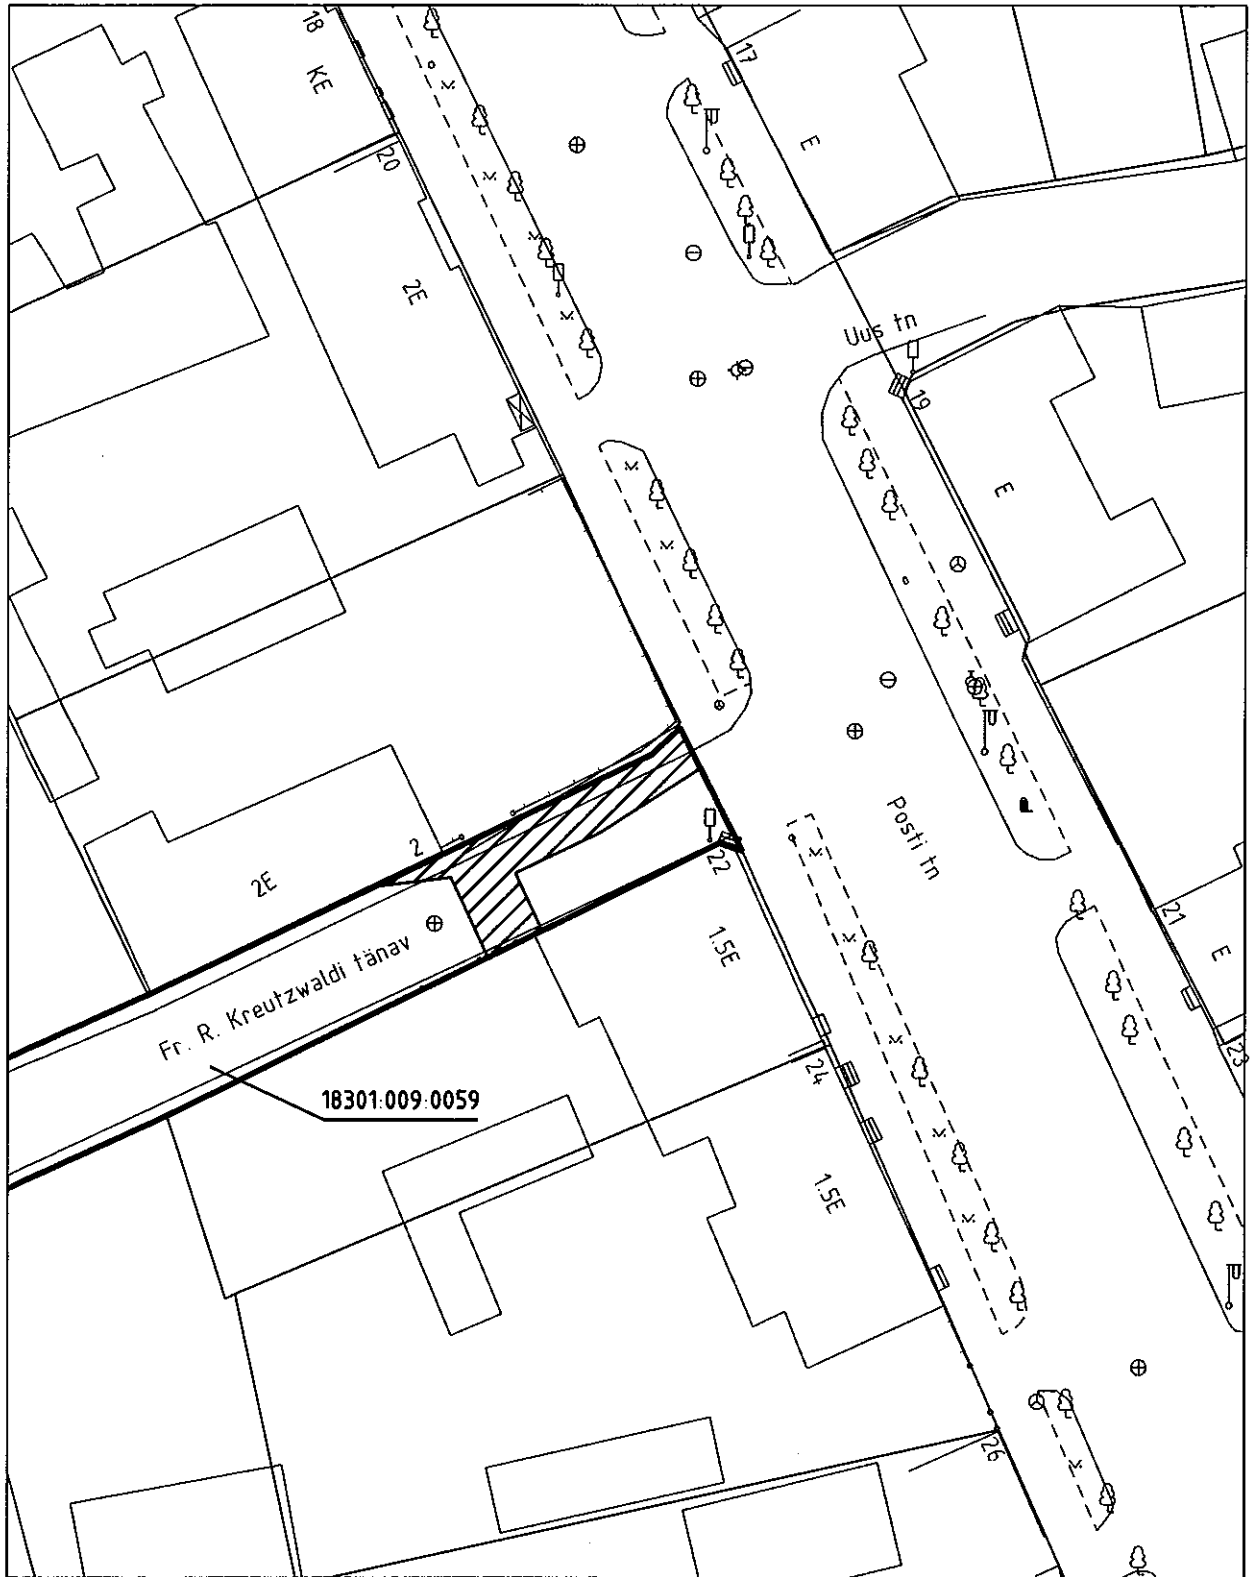 18
KE
17
20
E
2E
Uus tn
19
E
Posti tn
2
2E
22
21
1.5E
E
Fr. R. Kreutzwaldi tänav
23
24
18301:009:0059
1.5E
26